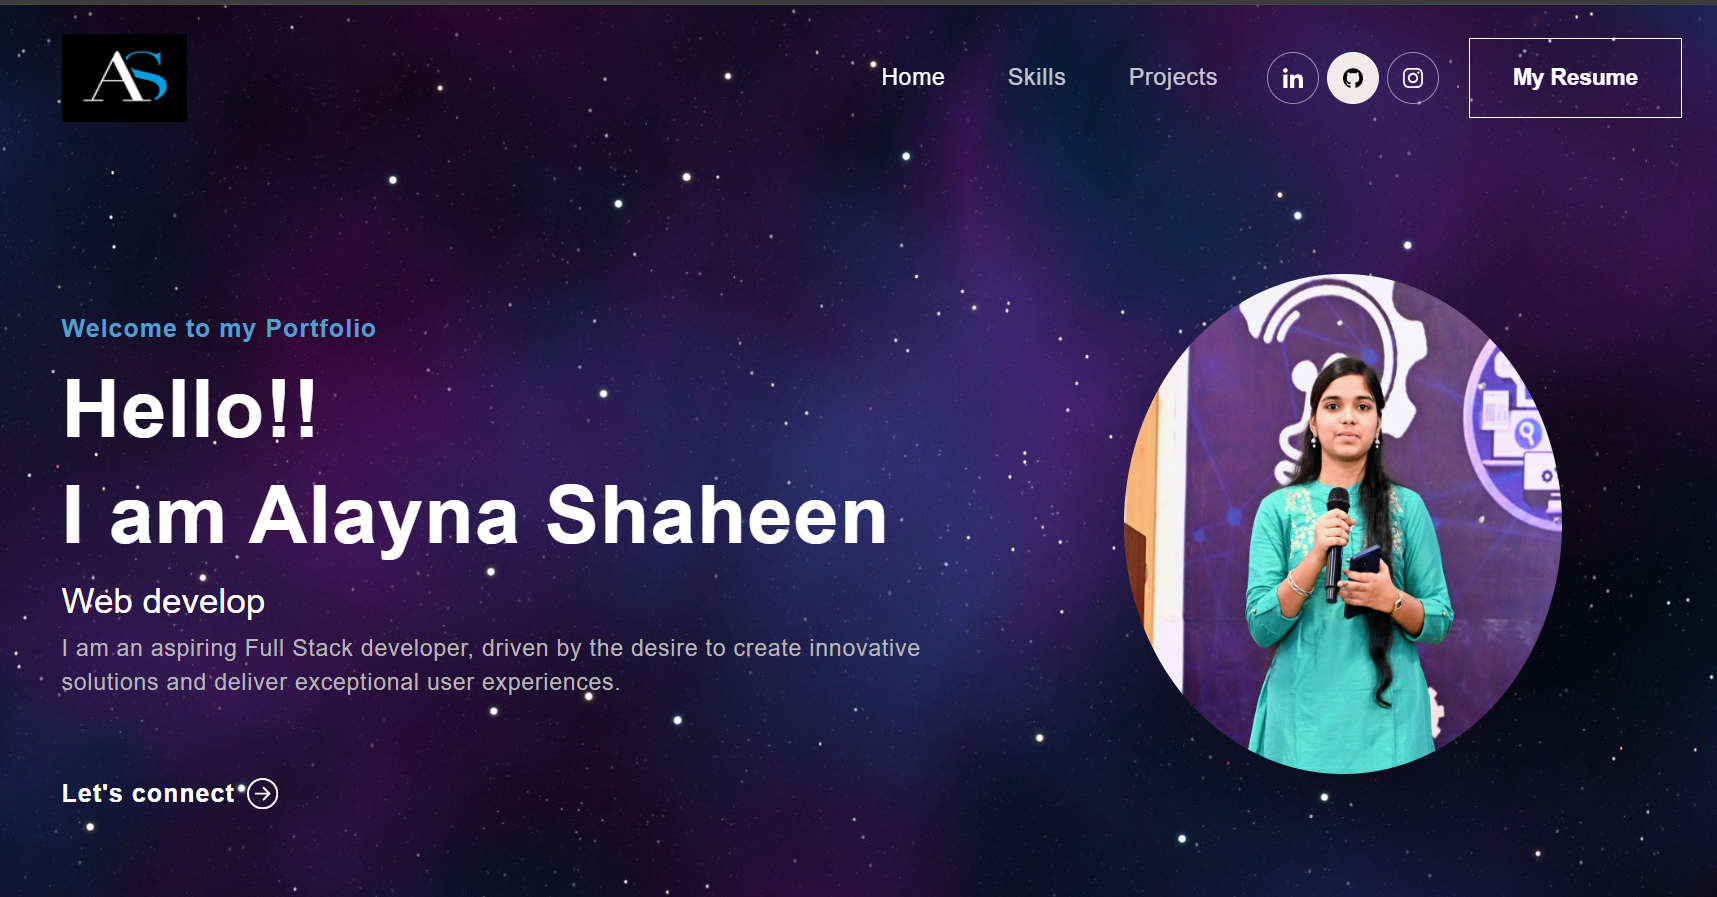 AS
Home Skills Projects in My Resume
Welcome to my Portfolio
Hello!!
I am Alayna Shaheen
Web develop
I am an aspiring Full Stack developer, driven by the desire to create innovative
solutions and deliver exceptional user experiences.
Let's connect